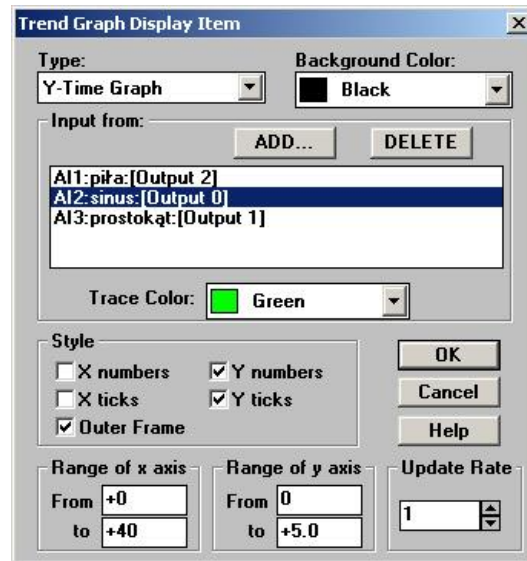 Trend Graph Display Item
Type:
Background Color:
Y-Time Graph
Black
Input from:
ADD...
DELETE
AI1:piła:[Output 2]
AI2:sinus:[Output 0]
AI3:prostokąt:[Output 1]
Trace Color:
Green
Style
X numbers
Y numbers
X ticks
Y ticks
Outer Frame
OK
Cancel
Help
Range of x axis
From +0
to +40
Range of y axis
From 0
to +5.0
Update Rate
1